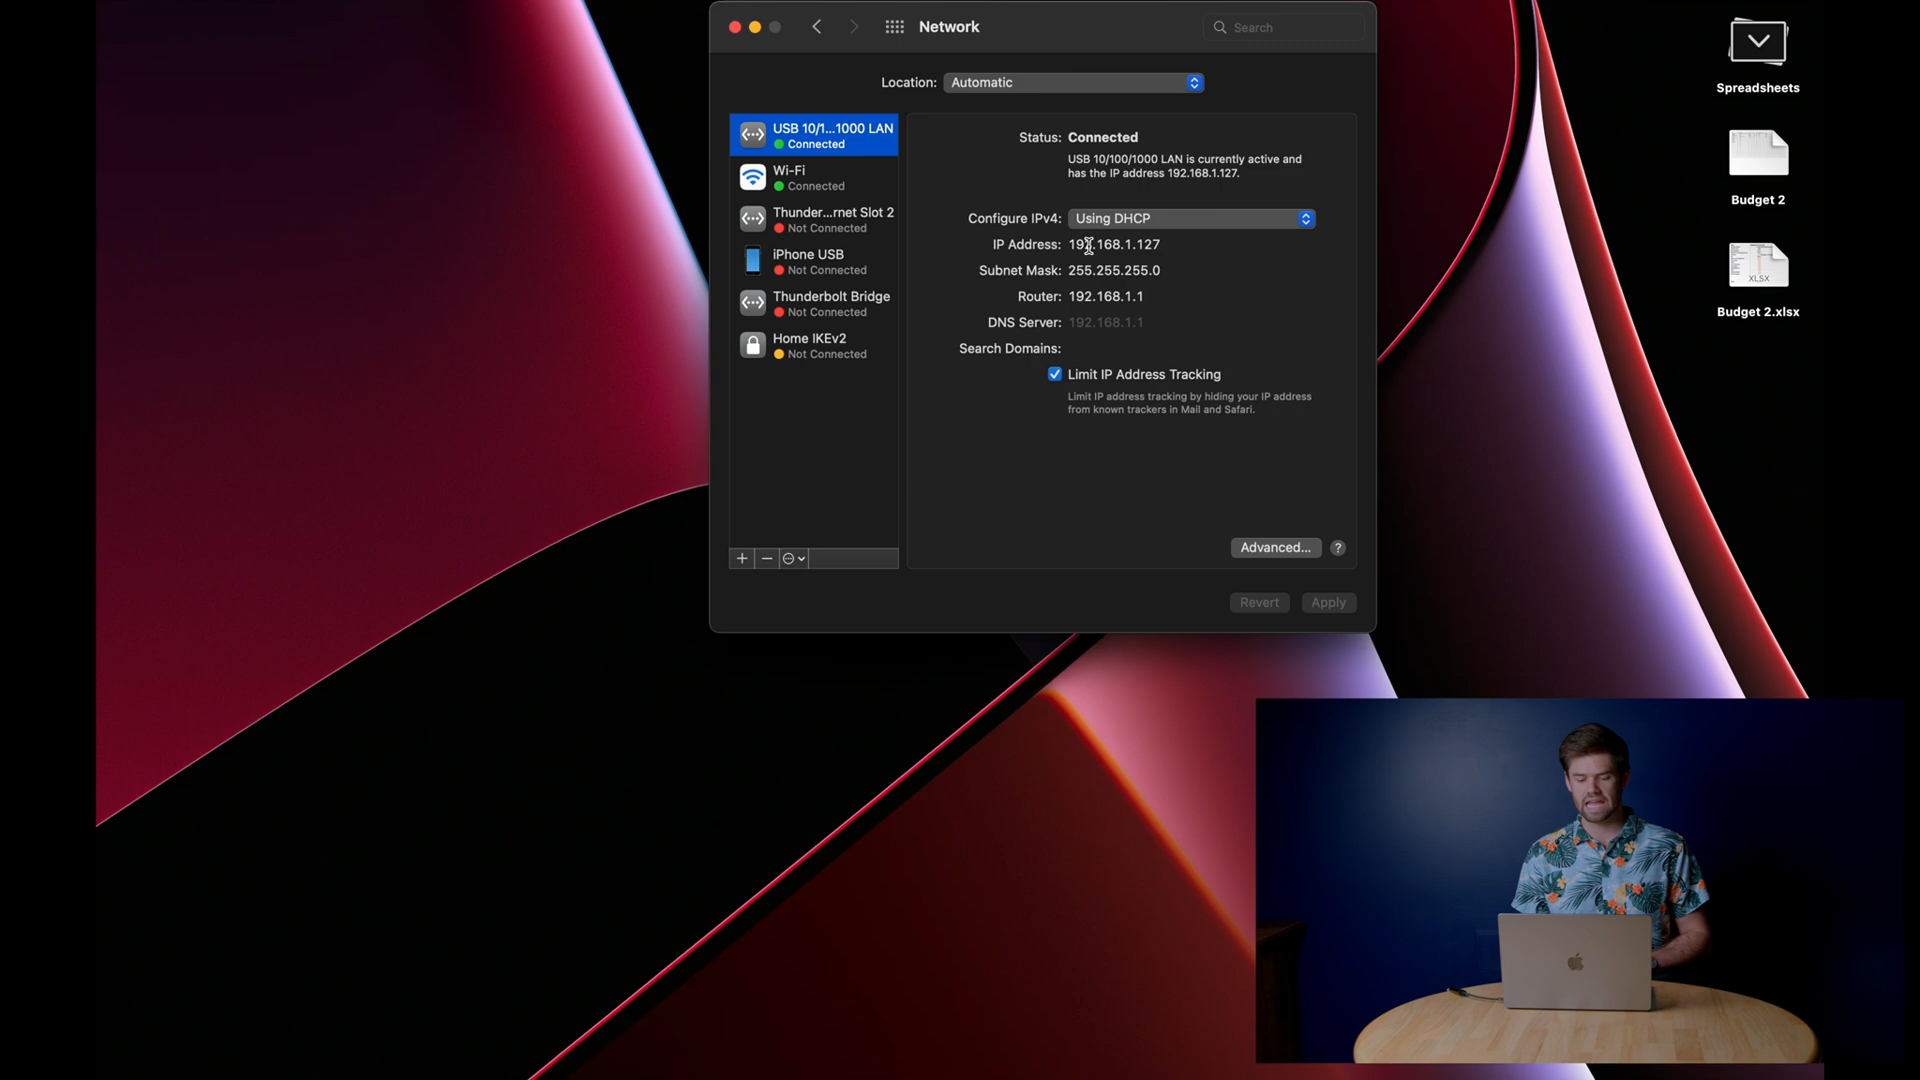 Network
Search
Location: Automatic
USB 10/1...1000 LAN
Connected
Wi-Fi
Connected
Thunder...rnet Slot 2
Not Connected
iPhone USB
Not Connected
Thunderbolt Bridge
Not Connected
Home IKEv2
Not Connected
Status: Connected
USB 10/100/1000 LAN is currently active and
has the IP address 192.168.1.127.
Configure IPv4: Using DHCP
IP Address: 192.168.1.127
Subnet Mask: 255.255.255.0
Router: 192.168.1.1
DNS Server: 192.168.1.1
Search Domains:
Limit IP Address Tracking
Limit IP address tracking by hiding your IP address
from known trackers in Mail and Safari.
Advanced... ?
Revert Apply
Spreadsheets
Budget 2
XLSX
Budget 2.xlsx